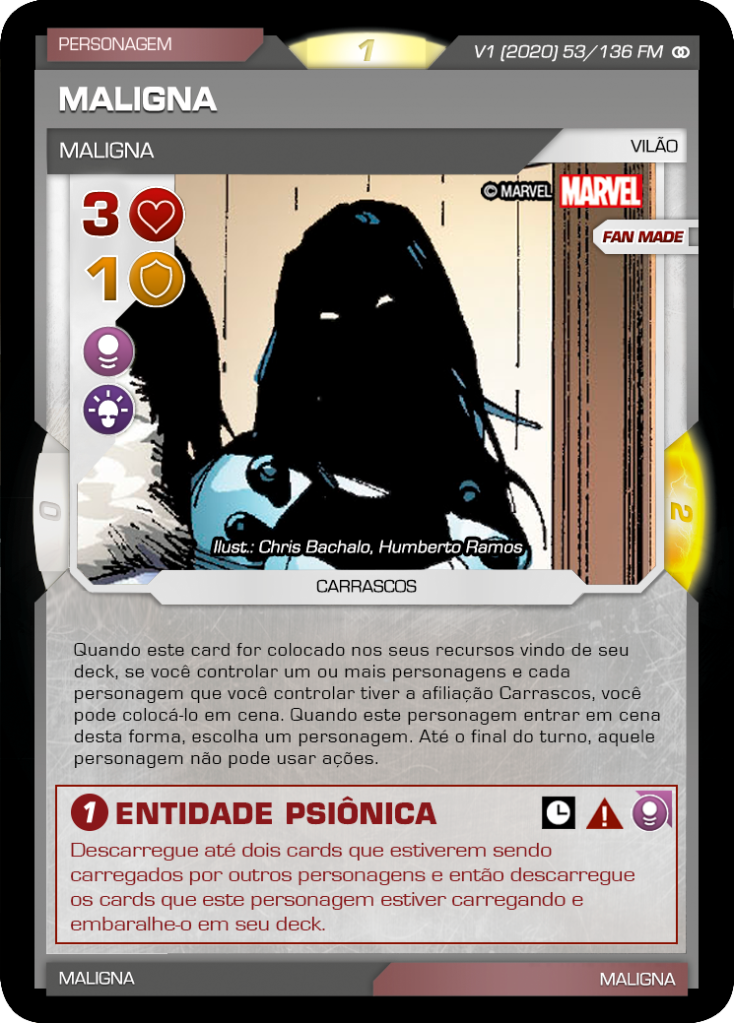 PERSONAGEM
1
V1 (2020) 53/136 FM
MALIGNA
MALIGNA
VILÃO
© MARVEL MARVEL
3
FAN MADE
1
0
2
Ilust.: Chris Bachalo, Humberto Ramos
CARRASCOS
Quando este card for colocado nos seus recursos vindo de seu
deck, se você controlar um ou mais personagens e cada
personagem que você controlar tiver a afiliação Carrascos, você
pode colocá-lo em cena. Quando este personagem entrar em cena
desta forma, escolha um personagem. Até o final do turno, aquele
personagem não pode usar ações.
1 ENTIDADE PSIÔNICA
Descarregue até dois cards que estiverem sendo
carregados por outros personagens e então descarregue
os cards que este personagem estiver carregando e
embaralhe-o em seu deck.
MALIGNA
MALIGNA